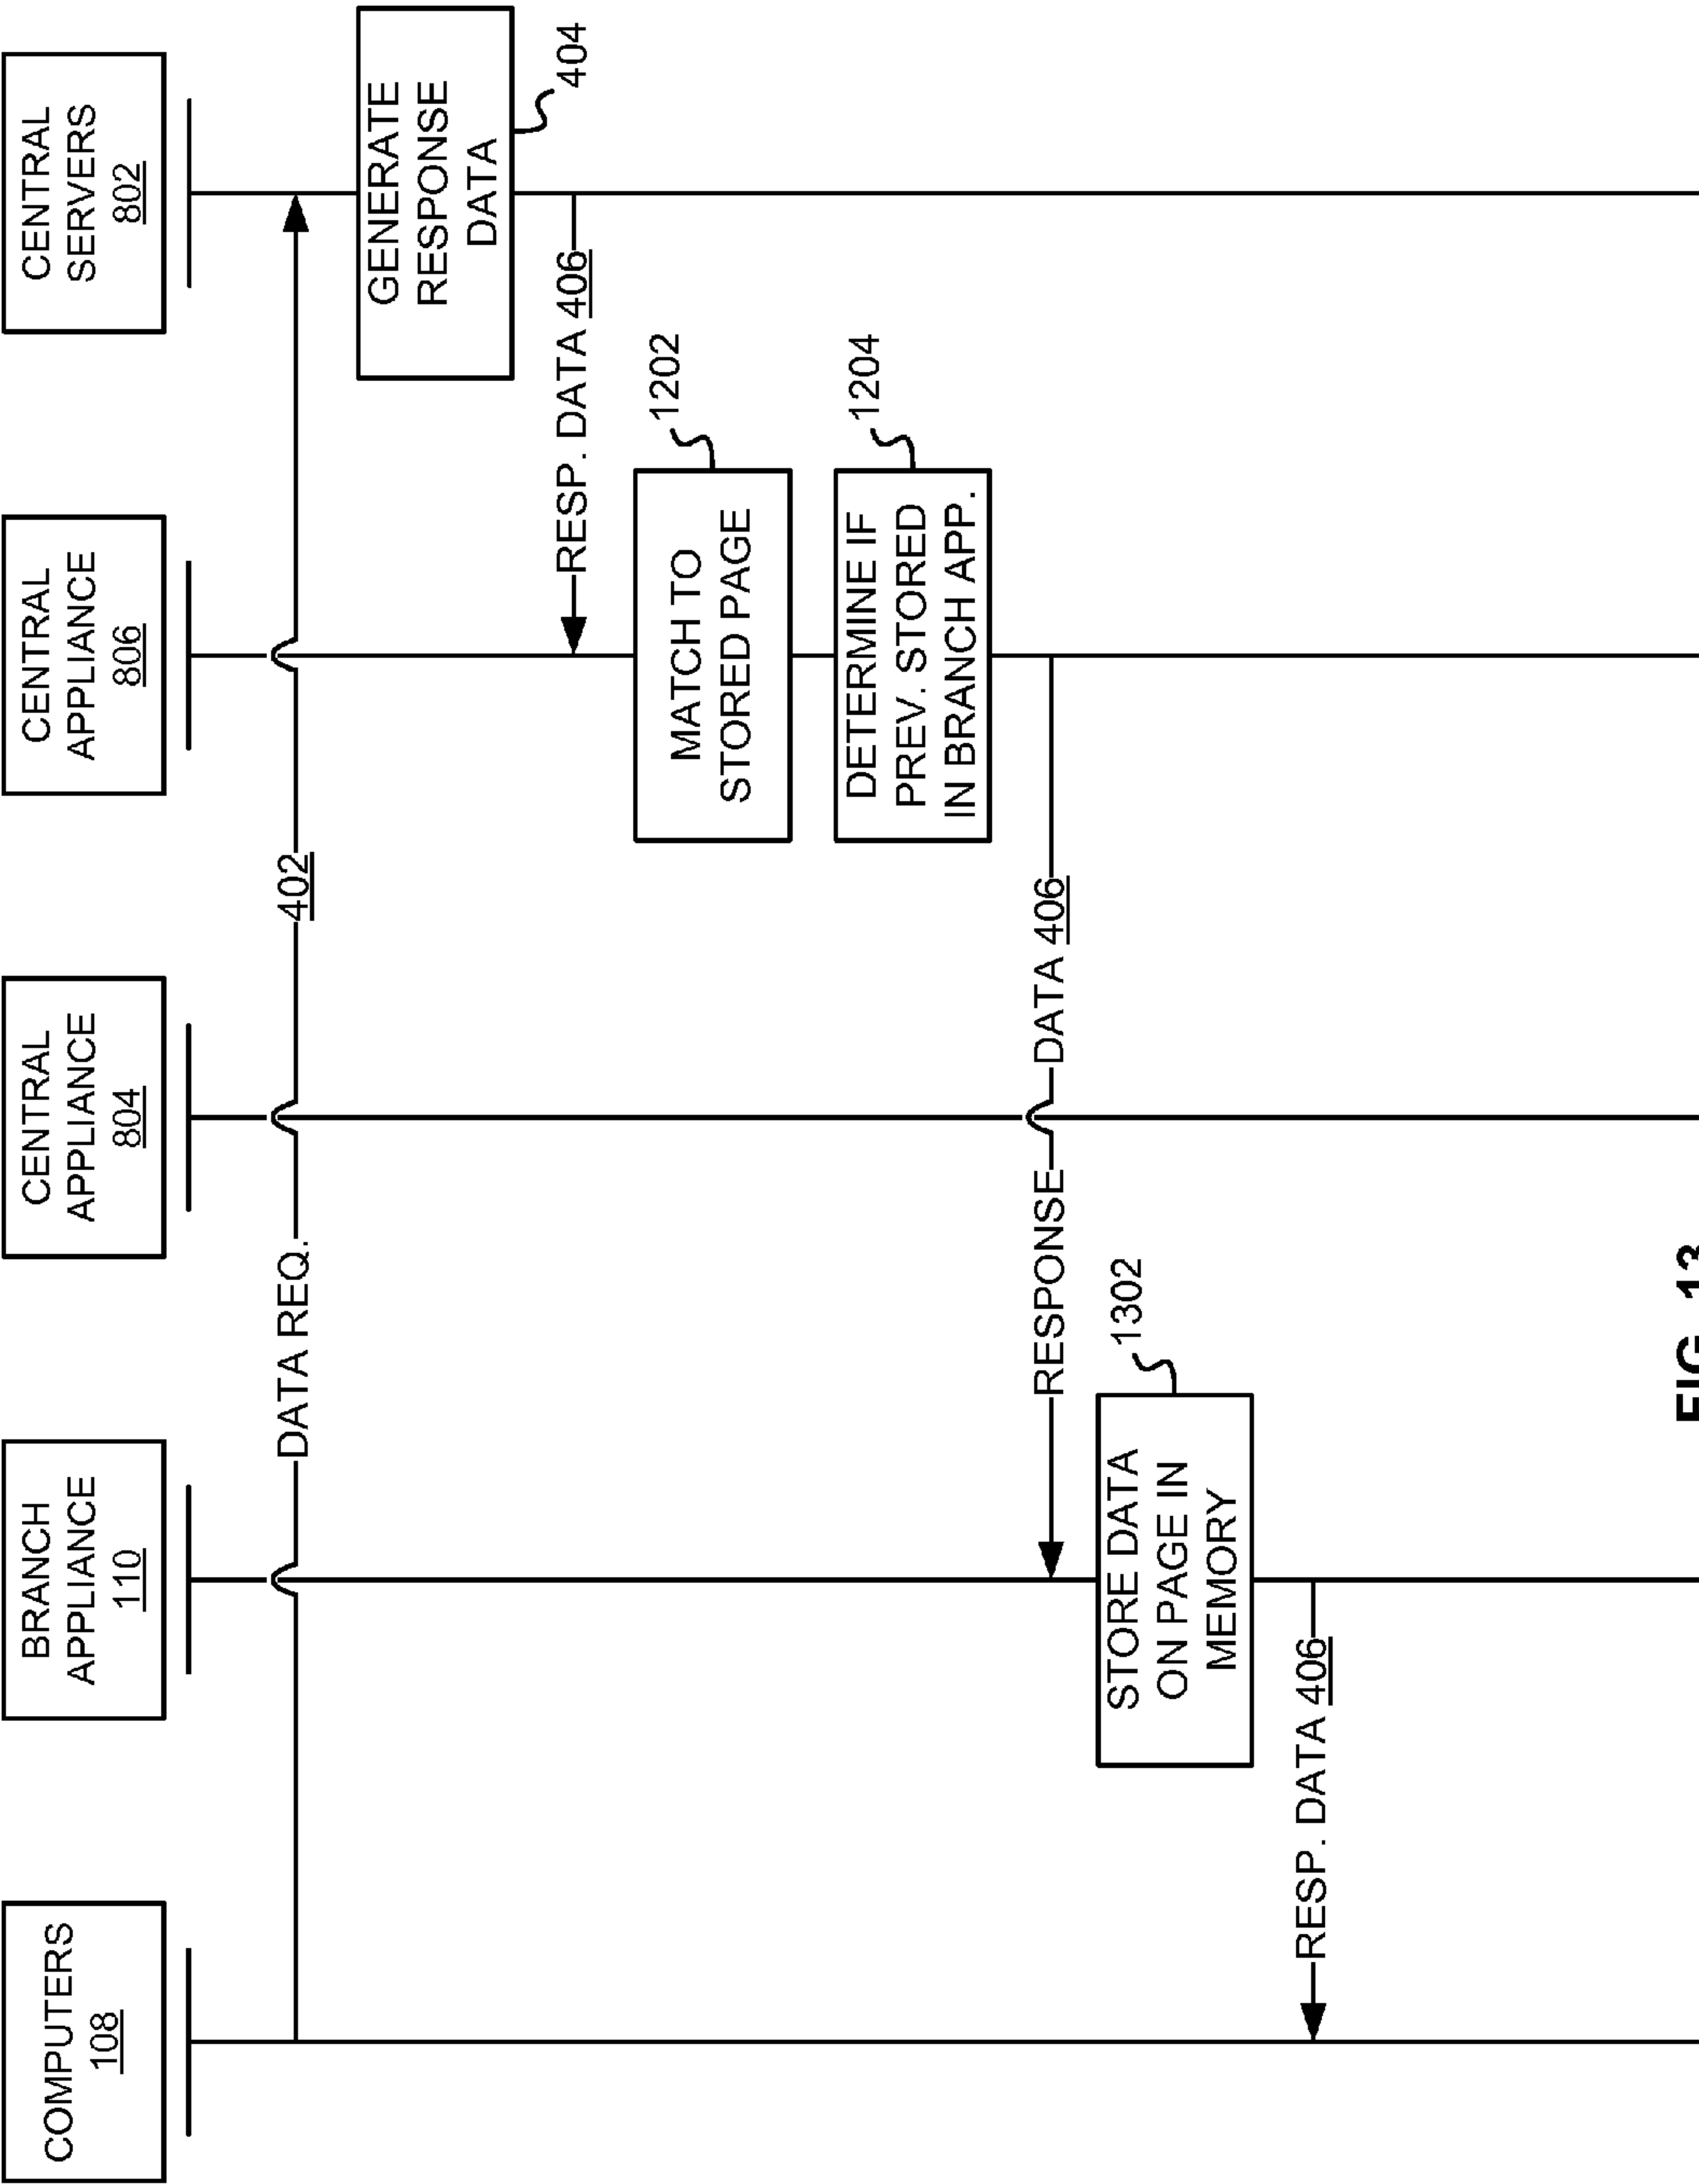 COMPUTERS
108
BRANCH
APPLIANCE
110
CENTRAL
APPLIANCE
804
CENTRAL
APPLIANCE
806
CENTRAL
SERVERS
802
DATA REQ. 402
GENERATE
RESPONSE
DATA
404
RESP. DATA 406
MATCH TO
STORED PAGE
1202
DETERMINE IF
PREV. STORED
IN BRANCH APP.
1204
RESPONSE DATA 406
STORE DATA
ON PAGE IN
MEMORY
1302
RESP. DATA 406
FIG. 13